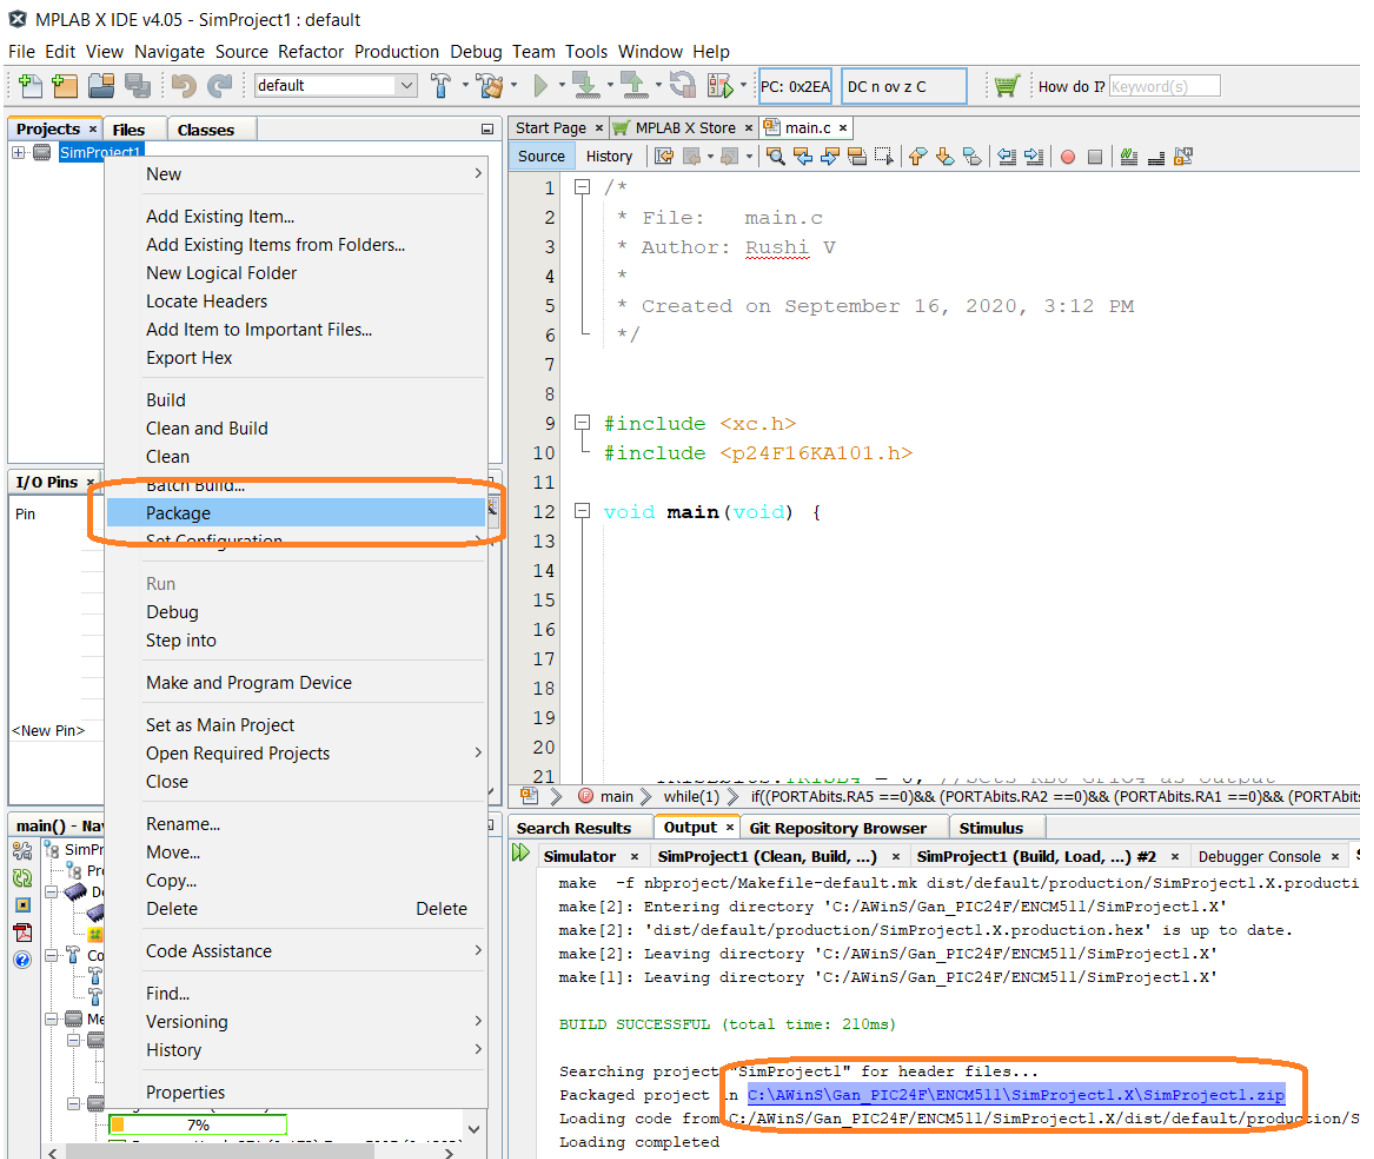 MPLAB X IDE v4.05 - SimProject1 : default
File Edit View Navigate Source Refactor Production Debug Team Tools Window Help
default
PC: 0x2EA
DC n ov z C
How do I? Keyword(s)
Projects × Files Classes
SimProject1
New
Add Existing Item...
Add Existing Items from Folders...
New Logical Folder
Locate Headers
Add Item to Important Files...
Export Hex
Build
Clean and Build
Clean
Batch Build...
Package
Set Configuration
Run
Debug
Step into
Make and Program Device
Set as Main Project
Open Required Projects
Close
Rename...
Move...
Copy...
Delete Delete
Code Assistance
Find...
Versioning
History
Properties
I/O Pins ×
Pin
<New Pin>
main() - Na
SimPr
Pr
D
Co
Me
7%
Start Page × MPLAB X Store × main.c ×
Source History
1 /*
2 * File: main.c
3 * Author: Rushi V
4 *
5 * Created on September 16, 2020, 3:12 PM
6 */
7
8
9 #include <xc.h>
10 #include <p24F16KA101.h>
11
12 void main(void) {
13
14
15
16
17
18
19
20
21
main while(1) if((PORTAbits.RA5 ==0)&& (PORTAbits.RA2 ==0)&& (PORTAbits.RA1 ==0)&& (PORTAbits
Search Results Output × Git Repository Browser Stimulus
Simulator × SimProject1 (Clean, Build, ...) × SimProject1 (Build, Load, ...) #2 × Debugger Console ×
make -f nbproject/Makefile-default.mk dist/default/production/SimProject1.X.producti
make[2]: Entering directory 'C:/AWinS/Gan_PIC24F/ENCM511/SimProject1.X'
make[2]: 'dist/default/production/SimProject1.X.production.hex' is up to date.
make[2]: Leaving directory 'C:/AWinS/Gan_PIC24F/ENCM511/SimProject1.X'
make[1]: Leaving directory 'C:/AWinS/Gan_PIC24F/ENCM511/SimProject1.X'
BUILD SUCCESSFUL (total time: 210ms)
Searching project "SimProject1" for header files...
Packaged project in C:\AWinS\Gan_PIC24F\ENCM511\SimProject1.X\SimProject1.zip
Loading code from C:/AWinS/Gan_PIC24F/ENCM511/SimProject1.X/dist/default/production/S
Loading completed